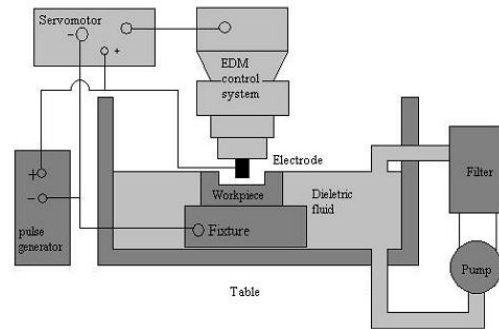 Servomotor
-
+
EDM
control
system
Electrode
Workpiece
Dieletric
fluid
Filter
+
-
pulse
generator
Fixture
Pump
Table